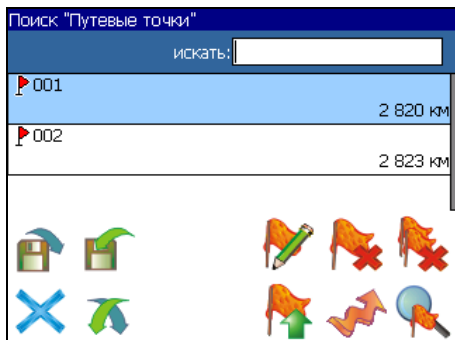 Поиск "Путевые точки"
искать:
001
2 820 км
002
2 823 км